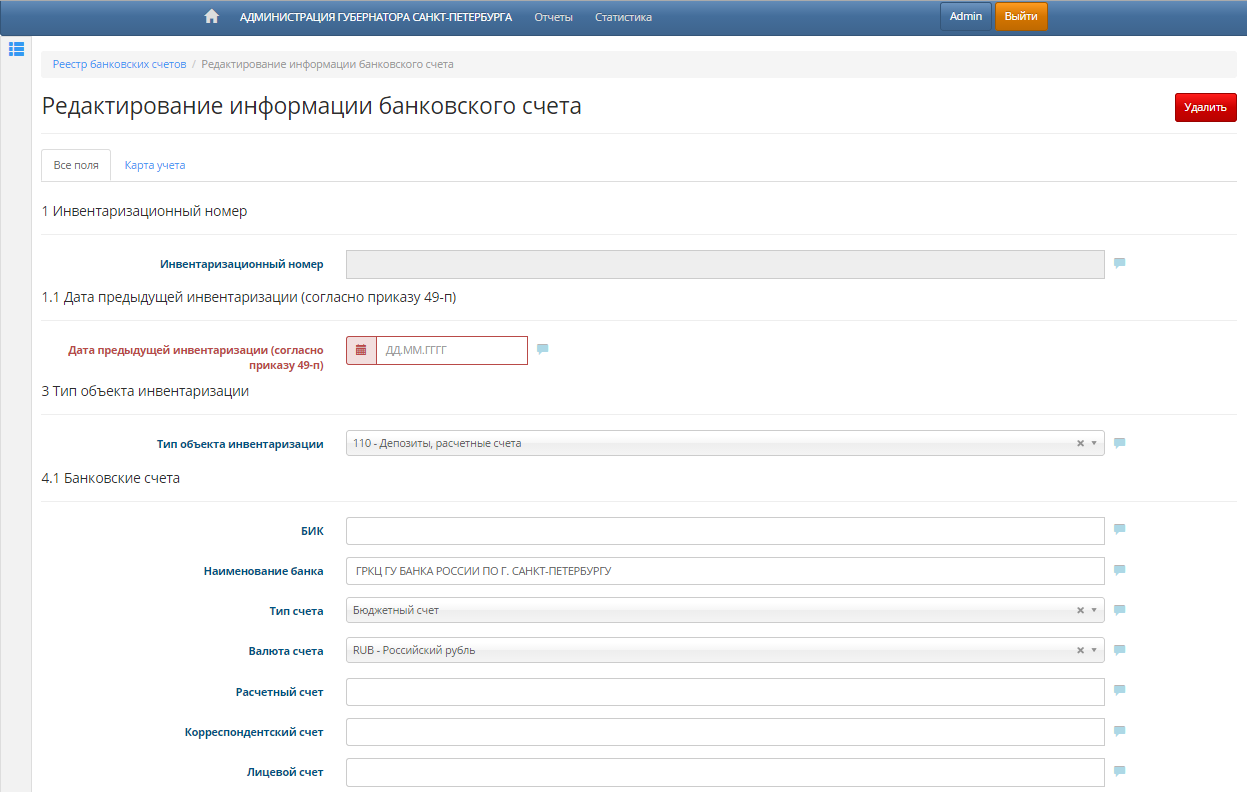 АДМИНИСТРАЦИЯ ГУБЕРНАТОРА САНКТ-ПЕТЕРБУРГА Отчеты Статистика Admin Выйти
Реестр банковских счетов / Редактирование информации банковского счета
Редактирование информации банковского счета Удалить
Все поля Карта учета
1 Инвентаризационный номер
Инвентаризационный номер
1.1 Дата предыдущей инвентаризации (согласно приказу 49-п)
Дата предыдущей инвентаризации (согласно ДД.ММ.ГГГГ
приказу 49-п)
3 Тип объекта инвентаризации
Тип объекта инвентаризации 110 - Депозиты, расчетные счета
4.1 Банковские счета
БИК
Наименование банка ГРКЦ ГУ БАНКА РОССИИ ПО Г. САНКТ-ПЕТЕРБУРГУ
Тип счета Бюджетный счет
Валюта счета RUB - Российский рубль
Расчетный счет
Корреспондентский счет
Лицевой счет